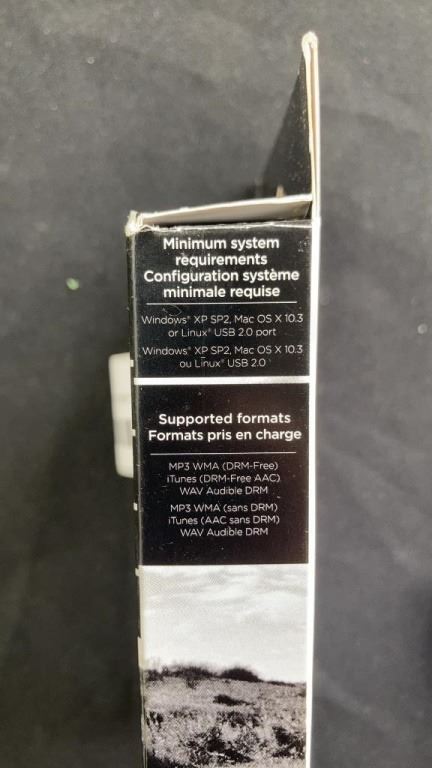 Minimum system
requirements
Configuration système
minimale requise
Windows® XP SP2, Mac OS X 10.3
or Linux® USB 2.0 port
Windows® XP SP2, Mac OS X 10.3
ou Linux® USB 2.0
Supported formats
Formats pris en charge
MP3 WMA (DRM-Free)
iTunes (DRM-Free AAC)
WAV Audible DRM
MP3 WMA (sans DRM)
iTunes (AAC sans DRM)
WAV Audible DRM